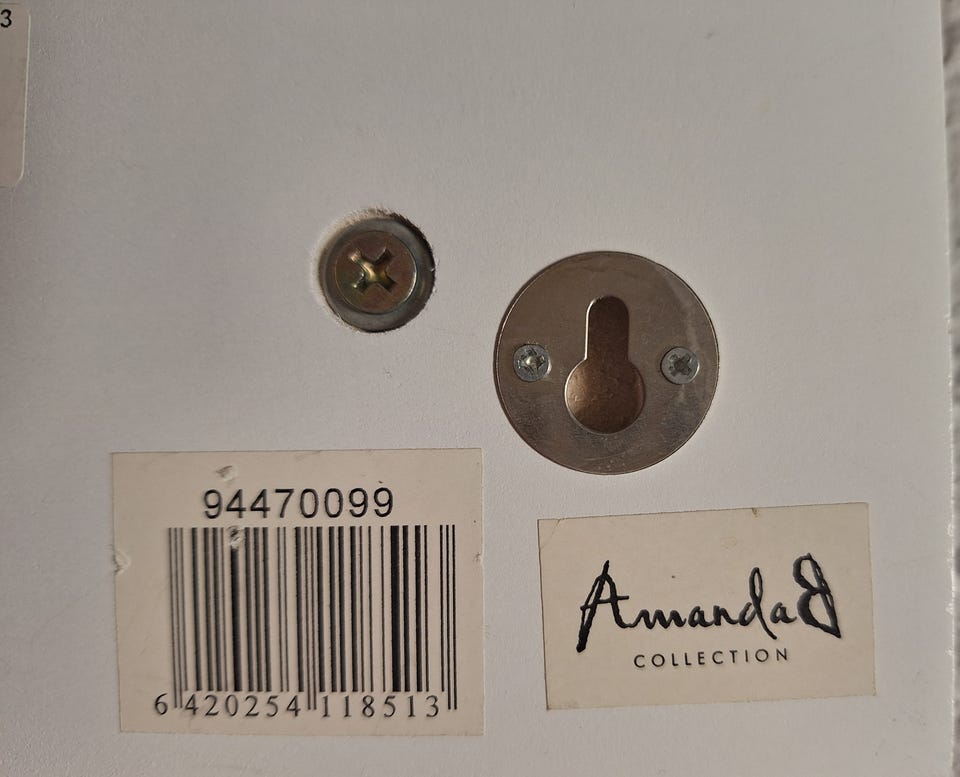 3
94470099
6 420254 118513
AmandaB
COLLECTION